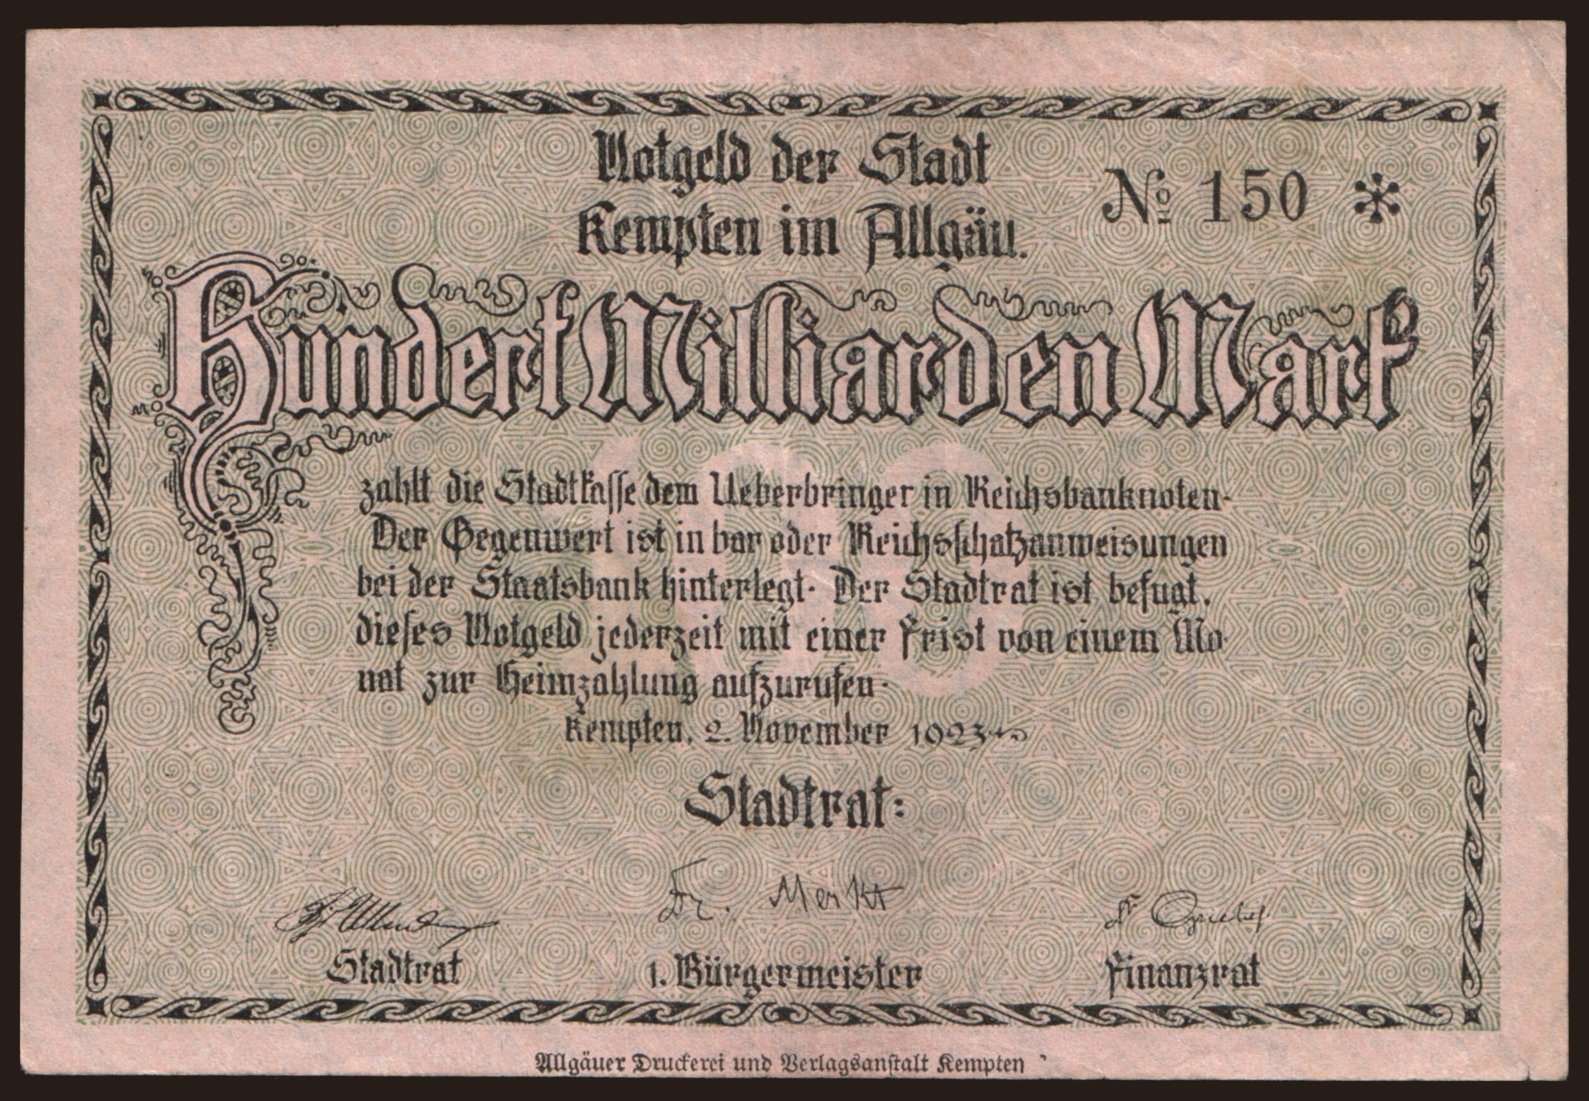 Notgeld der Stadt
Kempten im Allgäu.
№ 150 *
Hundert Milliarden Mark
100
zahlt die Stadtkasse dem Ueberbringer in Reichsbanknoten-
Der Gegenwert ist in bar oder Reichsschatzanweisungen
bei der Staatsbank hinterlegt. Der Stadtrat ist befugt,
dieses Notgeld jederzeit mit einer Frist von einem Mo-
nat zur Heimzahlung aufzurufen.
Kempten, 2. November 1923
Stadtrat:
Dr. Merkt
Stadtrat
1. Bürgermeister
Finanzrat
Allgäuer Druckerei und Verlagsanstalt Kempten